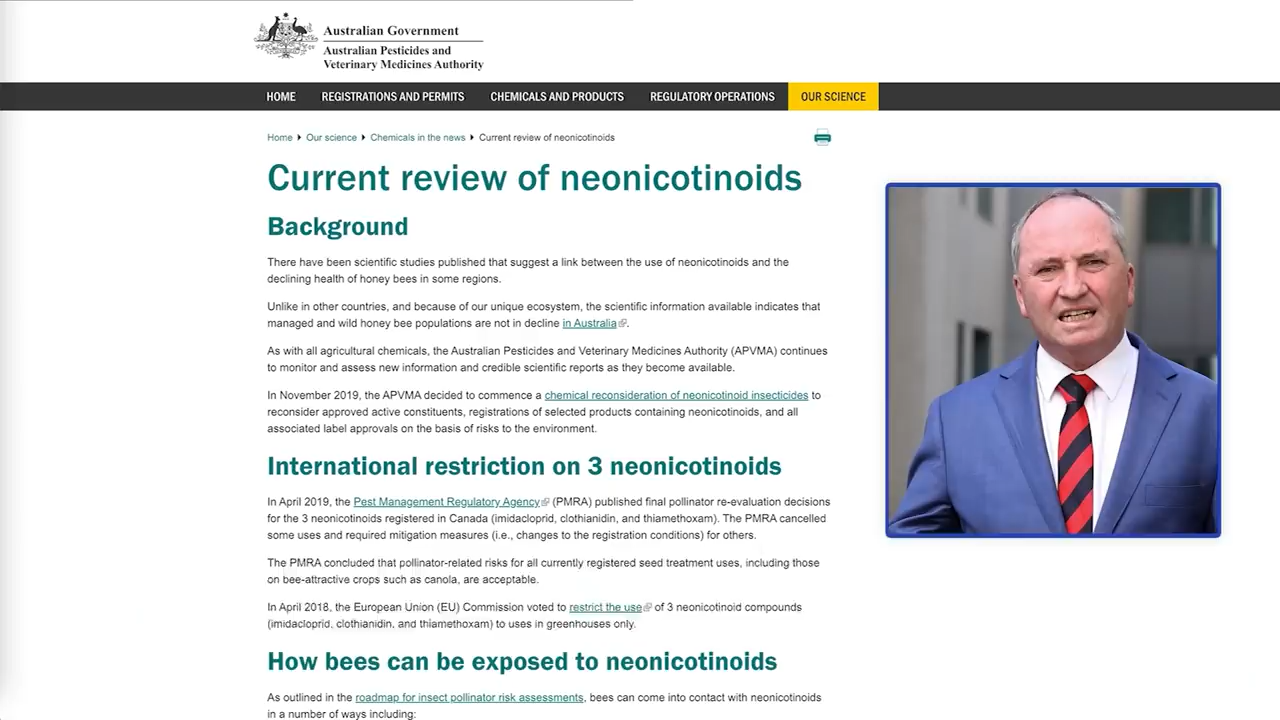 Australian Government
Australian Pesticides and
Veterinary Medicines Authority
HOME REGISTRATIONS AND PERMITS CHEMICALS AND PRODUCTS REGULATORY OPERATIONS OUR SCIENCE
Home Our science Chemicals in the news Current review of neonicotinoids
Current review of neonicotinoids
Background
There have been scientific studies published that suggest a link between the use of neonicotinoids and the
declining health of honey bees in some regions.
Unlike in other countries, and because of our unique ecosystem, the scientific information available indicates that
managed and wild honey bee populations are not in decline in Australia.
As with all agricultural chemicals, the Australian Pesticides and Veterinary Medicines Authority (APVMA) continues
to monitor and assess new information and credible scientific reports as they become available.
In November 2019, the APVMA decided to commence a chemical reconsideration of neonicotinoid insecticides to
reconsider approved active constituents, registrations of selected products containing neonicotinoids, and all
associated label approvals on the basis of risks to the environment.
International restriction on 3 neonicotinoids
In April 2019, the Pest Management Regulatory Agency (PMRA) published final pollinator re-evaluation decisions
for the 3 neonicotinoids registered in Canada (imidacloprid, clothianidin, and thiamethoxam). The PMRA cancelled
some uses and required mitigation measures (i.e., changes to the registration conditions) for others.
The PMRA concluded that pollinator-related risks for all currently registered seed treatment uses, including those
on bee-attractive crops such as canola, are acceptable.
In April 2018, the European Union (EU) Commission voted to restrict the use of 3 neonicotinoid compounds
(imidacloprid, clothianidin, and thiamethoxam) to uses in greenhouses only.
How bees can be exposed to neonicotinoids
As outlined in the roadmap for insect pollinator risk assessments, bees can come into contact with neonicotinoids
in a number of ways including: